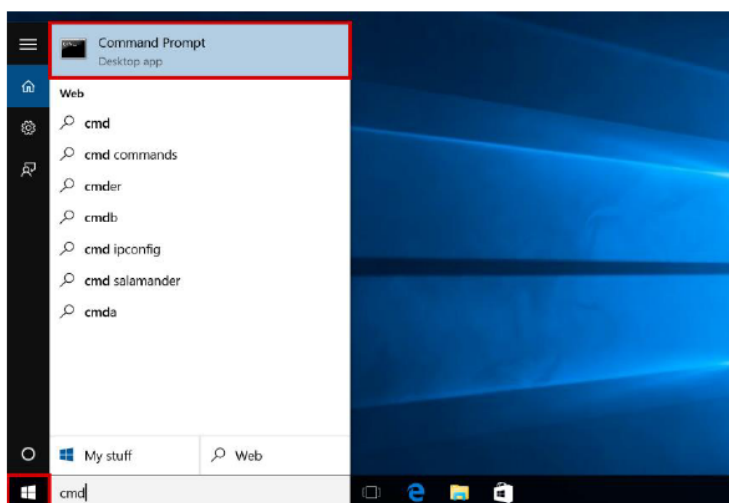 Command Prompt
Desktop app
Web
cmd
cmd commands
cmder
cmdb
cmd ipconfig
cmd salamander
cmda
My stuff
Web
cmd